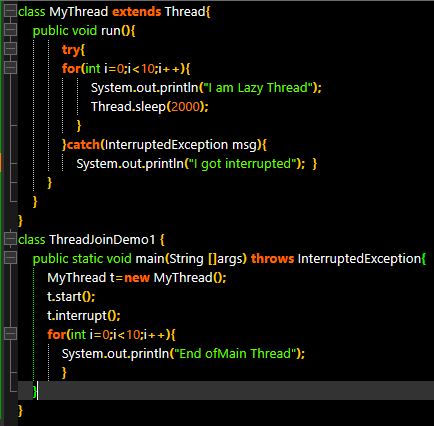 class MyThread extends Thread{
public void run(){
try{
for(int i=0;i<10;i++){
System.out.println("I am Lazy Thread");
Thread.sleep(2000);
}
}catch(InterruptedException msg){
System.out.println("I got interrupted"); }
}
}
}
class ThreadJoinDemo1 {
public static void main(String []args) throws InterruptedException{
MyThread t=new MyThread();
t.start();
t.interrupt();
for(int i=0;i<10;i++){
System.out.println("End ofMain Thread");
}
}
}